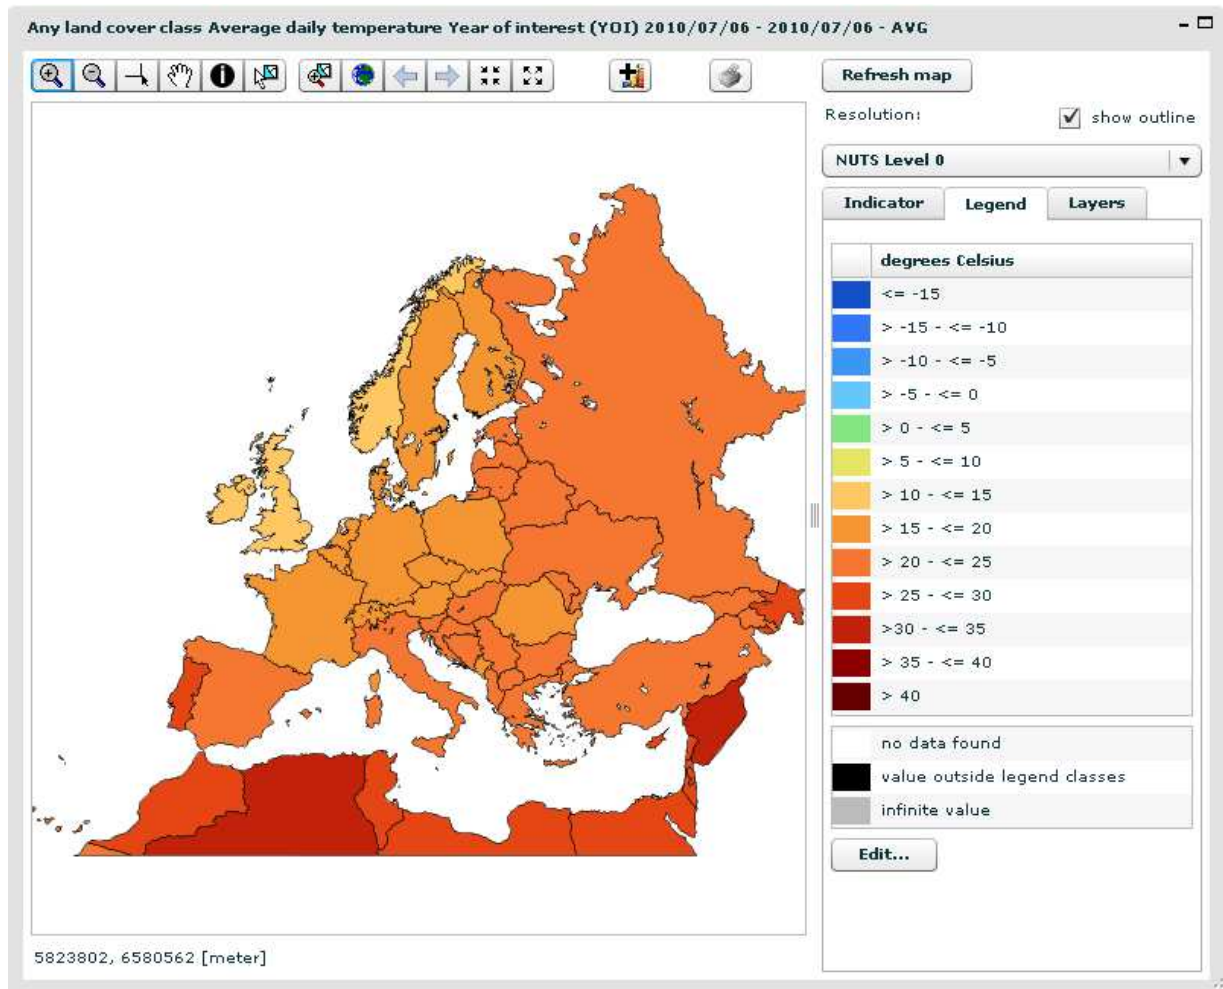 Any land cover class Average daily temperature Year of interest (YOI) 2010/07/06 - 2010/07/06 - AVG
Refresh map
Resolution:
show outline
NUTS Level 0
Indicator
Legend
Layers
degrees Celsius
<= -15
> -15 - <= -10
> -10 - <= -5
> -5 - <= 0
> 0 - <= 5
> 5 - <= 10
> 10 - <= 15
> 15 - <= 20
> 20 - <= 25
> 25 - <= 30
>30 - <= 35
> 35 - <= 40
> 40
no data found
value outside legend classes
infinite value
Edit...
5823802, 6580562 [meter]